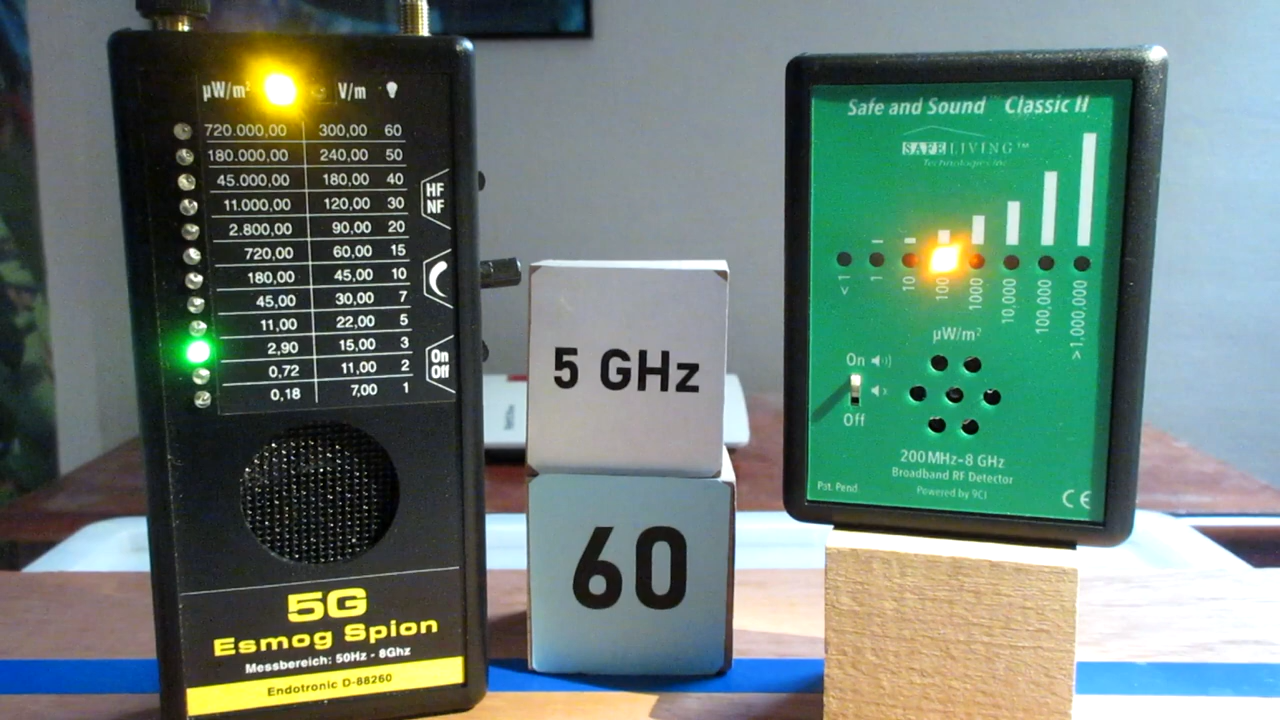 µW/m² V/m
720.000,00 300,00 60
180.000,00 240,00 50
45.000,00 180,00 40
11.000,00 120,00 30
2.800,00 90,00 20
720,00 60,00 15
180,00 45,00 10
45,00 30,00 7
11,00 22,00 5
2,90 15,00 3
0,72 11,00 2
0,18 7,00 1
HF
NF
On
Off
5G
Esmog Spion
Messbereich: 50Hz - 8Ghz
Endotronic D-88260
5 GHz
60
Safe and Sound Classic II
SAFE LIVING™
Technologies Inc.
< 1
1
10
100
1000
10,000
100,000
> 1,000,000
µW/m²
On
Off
200MHz-8 GHz
Broadband RF Detector
Powered by 9CI
Pat. Pend.
CE